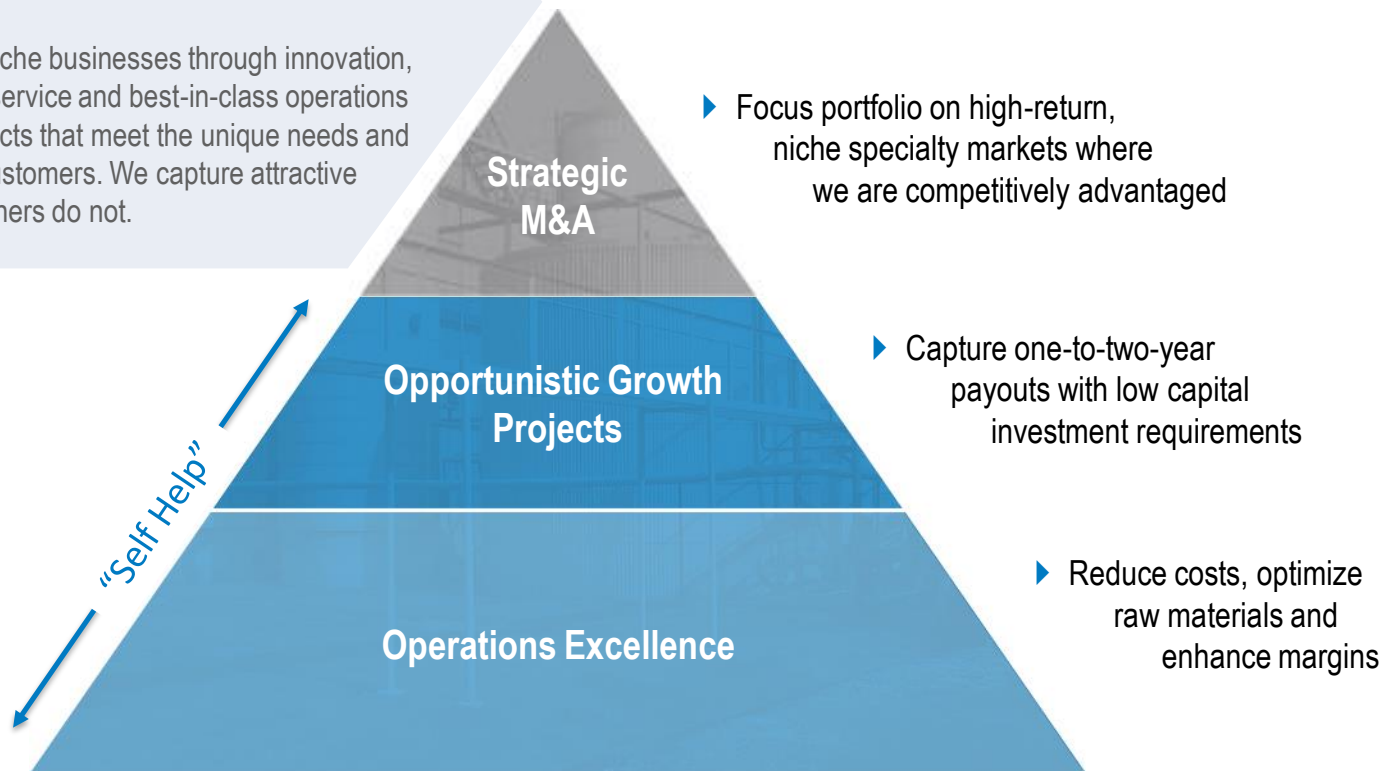 che businesses through innovation,
service and best-in-class operations
cts that meet the unique needs and
ustomers. We capture attractive
ners do not.
Strategic
M&A
Focus portfolio on high-return,
niche specialty markets where
we are competitively advantaged
Opportunistic Growth
Projects
Capture one-to-two-year
payouts with low capital
investment requirements
"Self Help"
Operations Excellence
Reduce costs, optimize
raw materials and
enhance margins